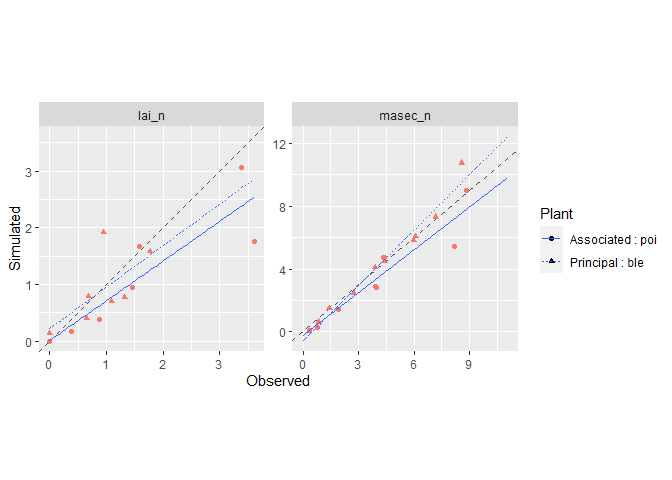 lai_n
masec_n
Simulated
3
2
1
0
12
8
4
0
0
1
2
3
0
3
6
9
Observed
Plant
Associated : poi
Principal : ble